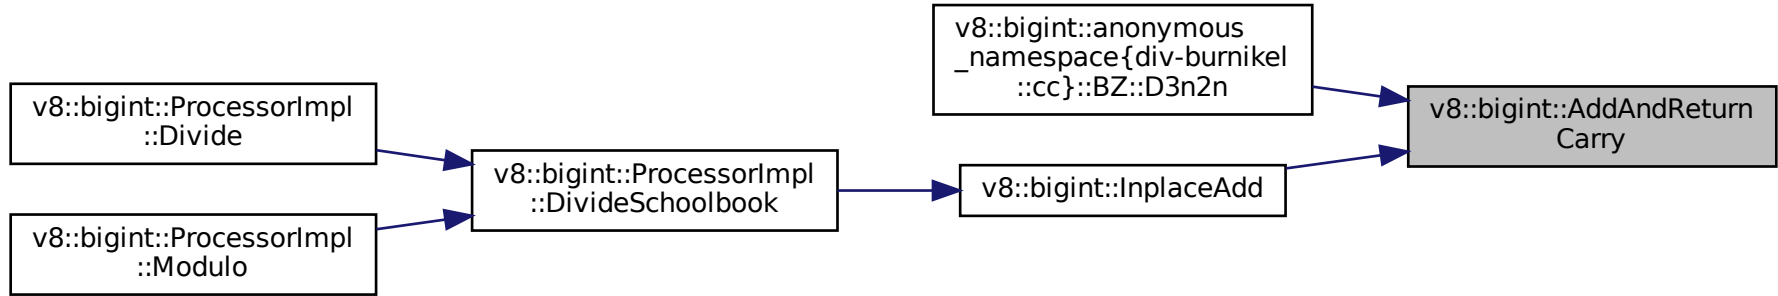 v8::bigint::ProcessorImpl
::Divide
v8::bigint::ProcessorImpl
::Modulo
v8::bigint::ProcessorImpl
::DivideSchoolbook
v8::bigint::anonymous
_namespace{div-burnikel
::cc}::BZ::D3n2n
v8::bigint::InplaceAdd
v8::bigint::AddAndReturn
Carry